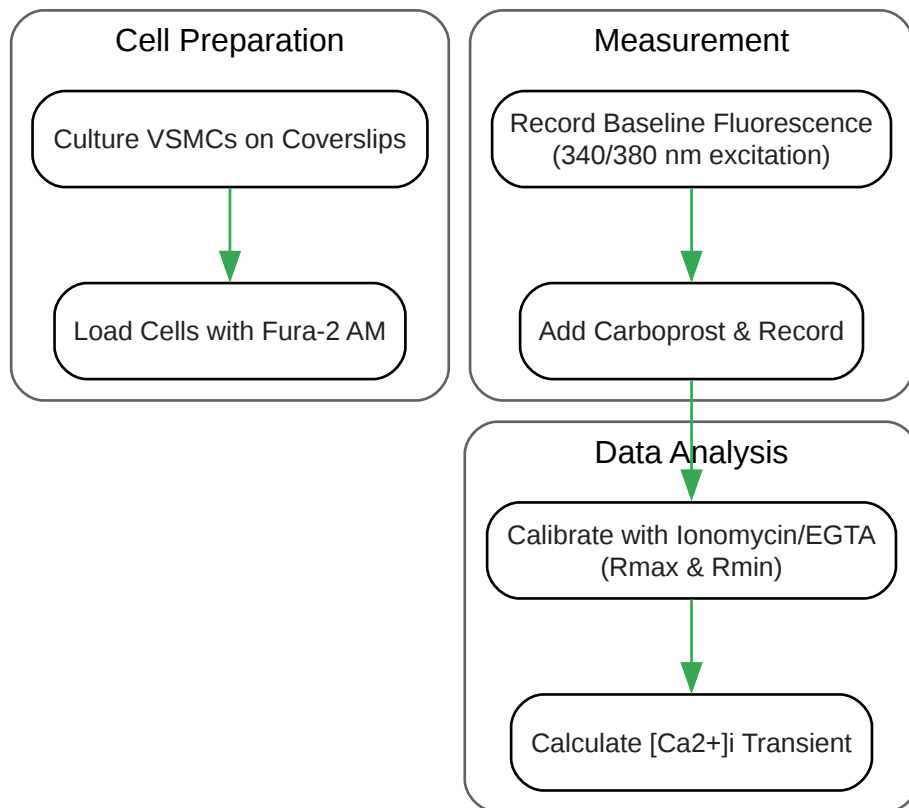 Cell Preparation
Culture VSMCs on Coverslips
Load Cells with Fura-2 AM
Measurement
Record Baseline Fluorescence
(340/380 nm excitation)
Add Carboprost & Record
Data Analysis
Calibrate with Ionomycin/EGTA
(Rmax & Rmin)
Calculate [Ca2+]i Transient